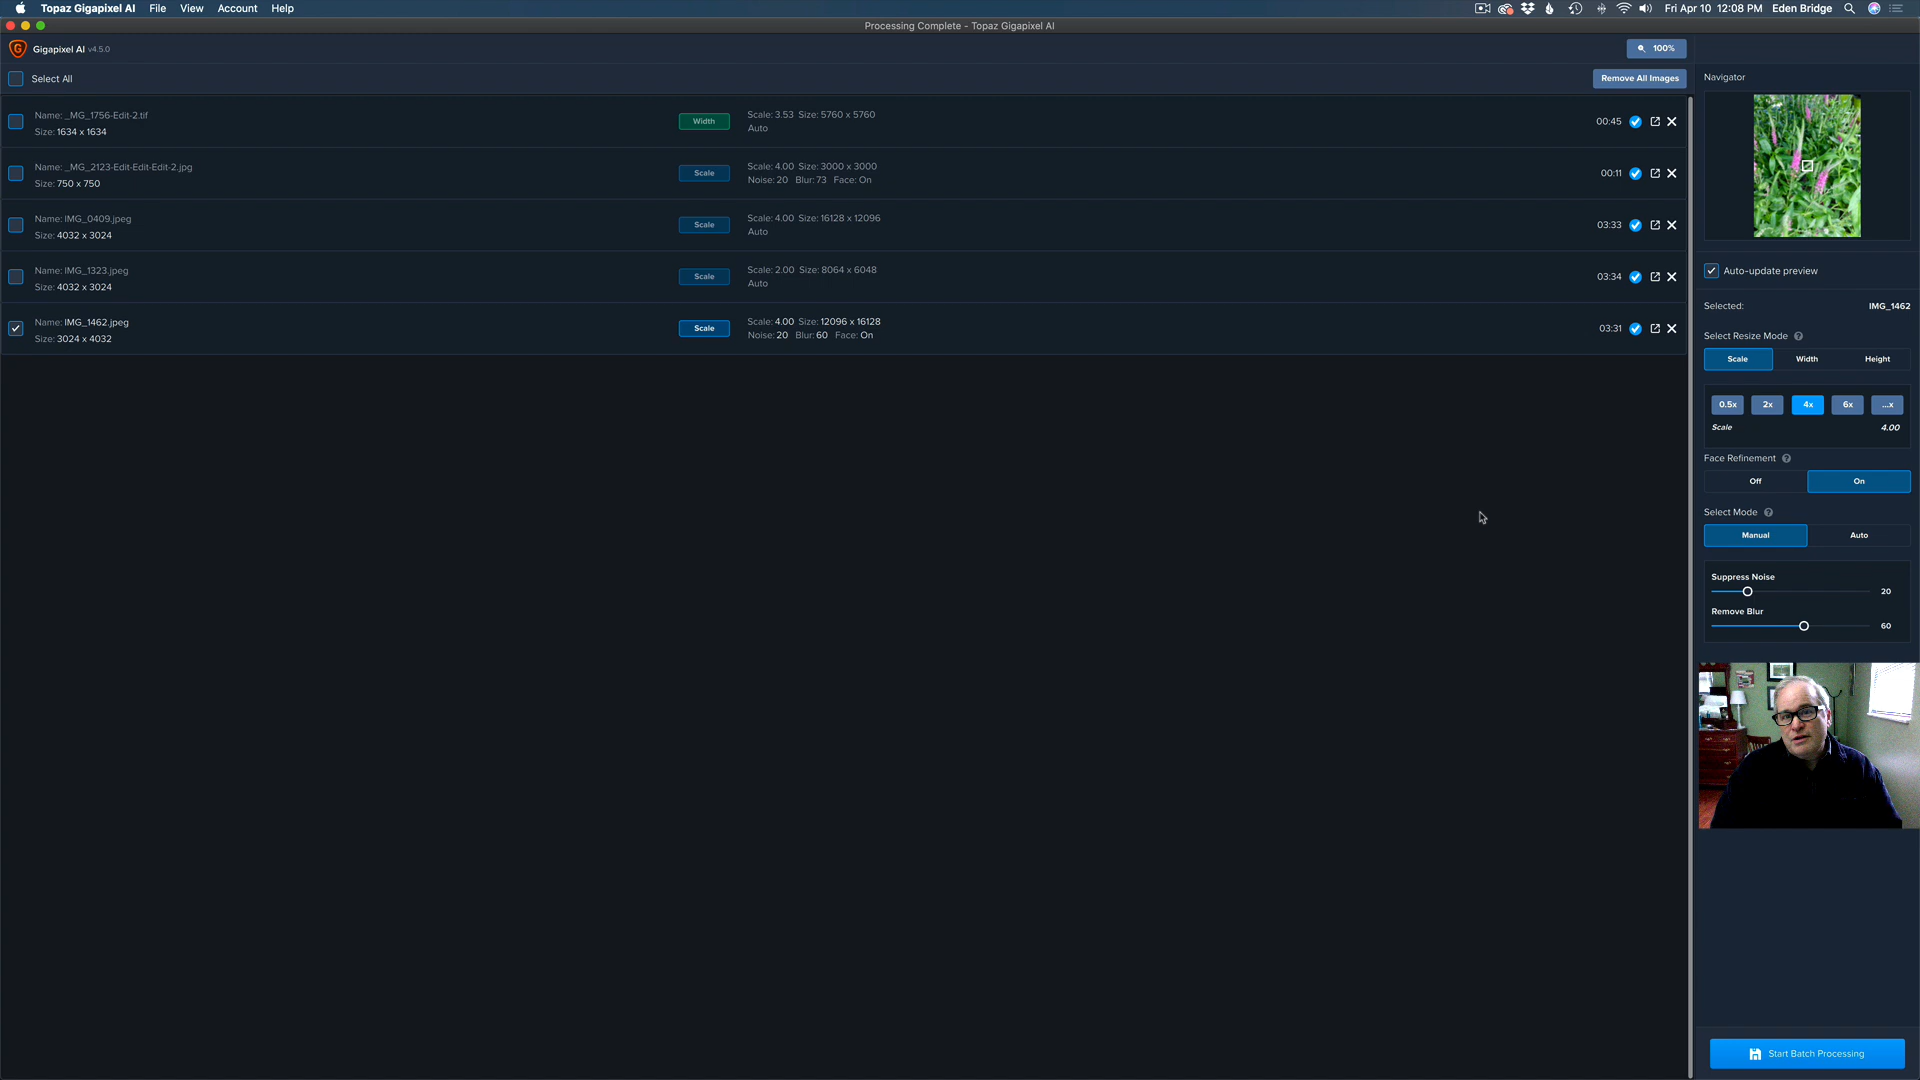 Topaz Gigapixel AI File View Account Help
Fri Apr 10 12:08 PM Eden Bridge
Processing Complete - Topaz Gigapixel AI
Gigapixel AI v4.5.0
100%
Select All
Remove All Images
Name: _MG_1756-Edit-2.tif
Size: 1634 x 1634
Width
Scale: 3.53 Size: 5760 x 5760
Auto
00:45
Name: _MG_2123-Edit-Edit-Edit-2.jpg
Size: 750 x 750
Scale
Scale: 4.00 Size: 3000 x 3000
Noise: 20 Blur: 73 Face: On
00:11
Name: IMG_0409.jpeg
Size: 4032 x 3024
Scale
Scale: 4.00 Size: 16128 x 12096
Auto
03:33
Name: IMG_1323.jpeg
Size: 4032 x 3024
Scale
Scale: 2.00 Size: 8064 x 6048
Auto
03:34
Name: IMG_1462.jpeg
Size: 3024 x 4032
Scale
Scale: 4.00 Size: 12096 x 16128
Noise: 20 Blur: 60 Face: On
03:31
Navigator
Auto-update preview
Selected: IMG_1462
Select Resize Mode ?
Scale Width Height
0.5x 2x 4x 6x ...x
Scale 4.00
Face Refinement ?
Off On
Select Mode ?
Manual Auto
Suppress Noise
20
Remove Blur
60
Start Batch Processing